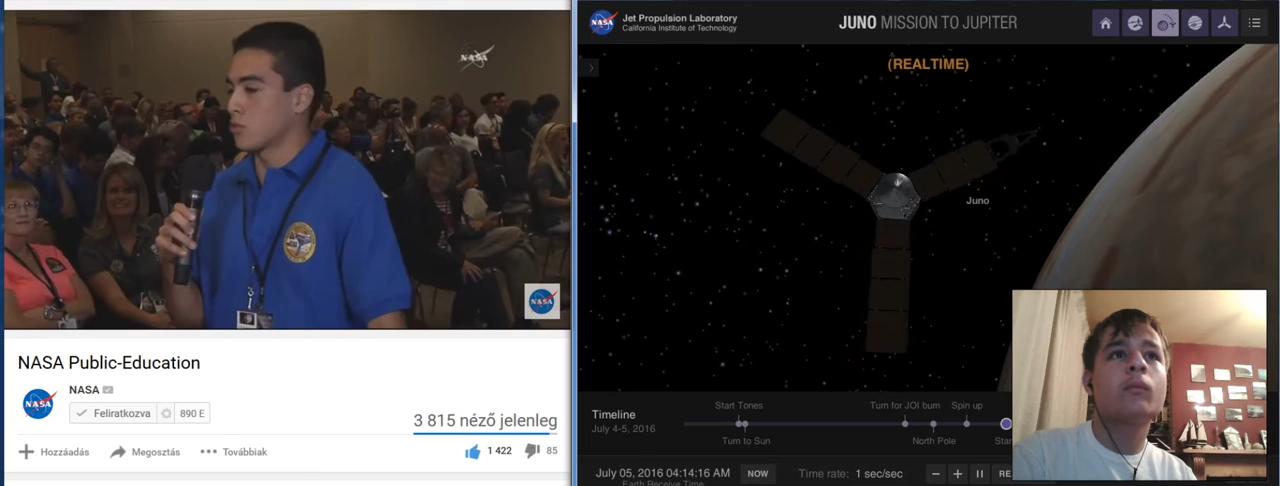 NASA
NASA
NASA Public-Education
NASA
NASA
Feliratkozva
890 E
3 815 néző jelenleg
Hozzáadás
Megosztás
Továbbiak
1 422
85
NASA
Jet Propulsion Laboratory
California Institute of Technology
JUNO MISSION TO JUPITER
(REALTIME)
Juno
Timeline
July 4-5, 2016
Start Tones
Turn for JOI burn
Spin up
Turn to Sun
North Pole
July 05, 2016 04:14:16 AM
NOW
Time rate: 1 sec/sec
Earth Receive Time